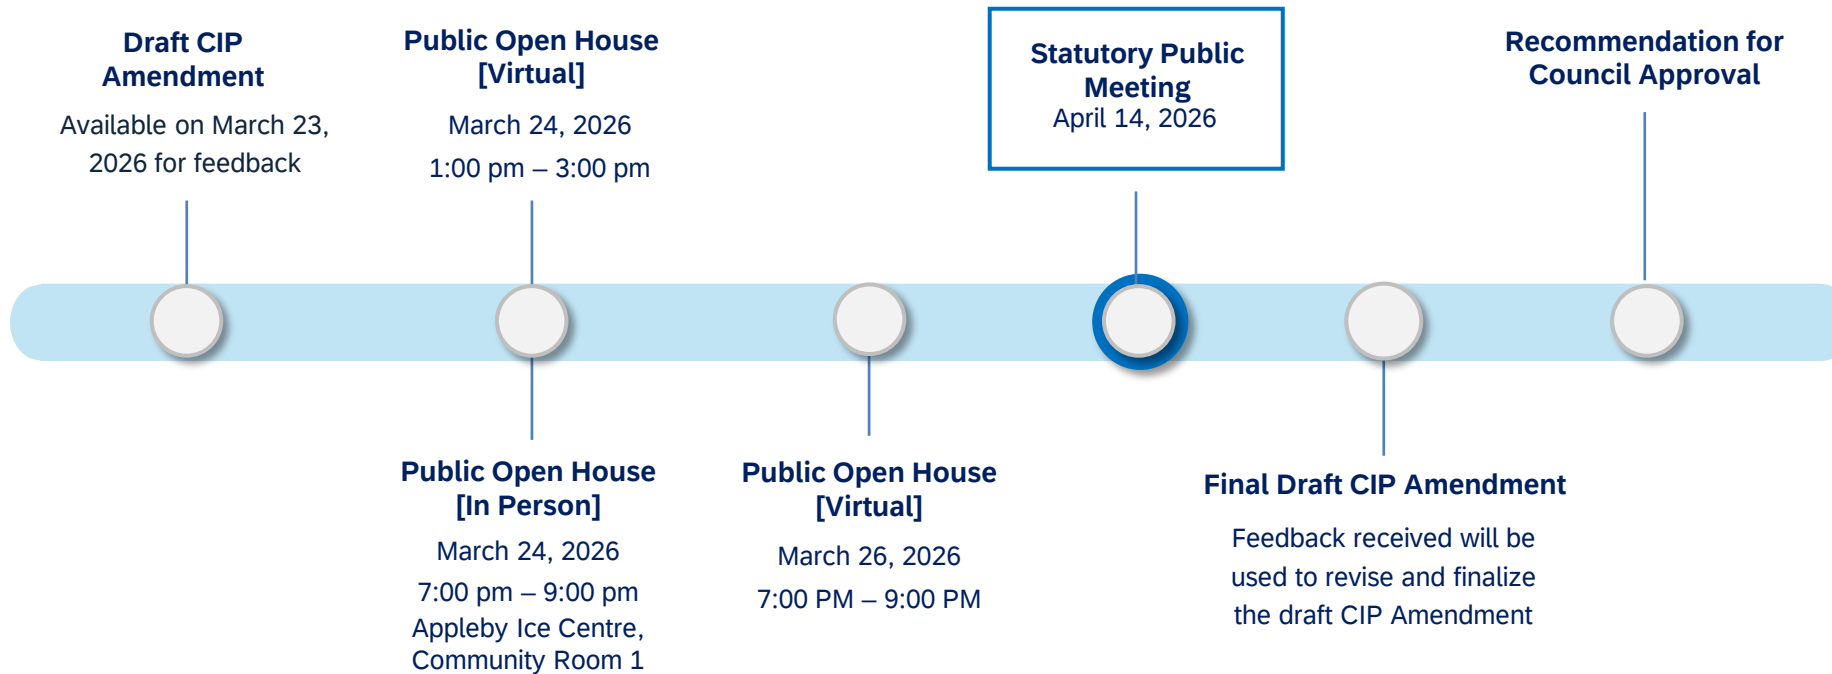 Draft CIP
Amendment
Available on March 23,
2026 for feedback
Public Open House
[Virtual]
March 24, 2026
1:00 pm – 3:00 pm
Public Open House
[In Person]
March 24, 2026
7:00 pm – 9:00 pm
Appleby Ice Centre,
Community Room 1
Public Open House
[Virtual]
March 26, 2026
7:00 PM – 9:00 PM
Statutory Public
Meeting
April 14, 2026
Final Draft CIP Amendment
Feedback received will be
used to revise and finalize
the draft CIP Amendment
Recommendation for
Council Approval